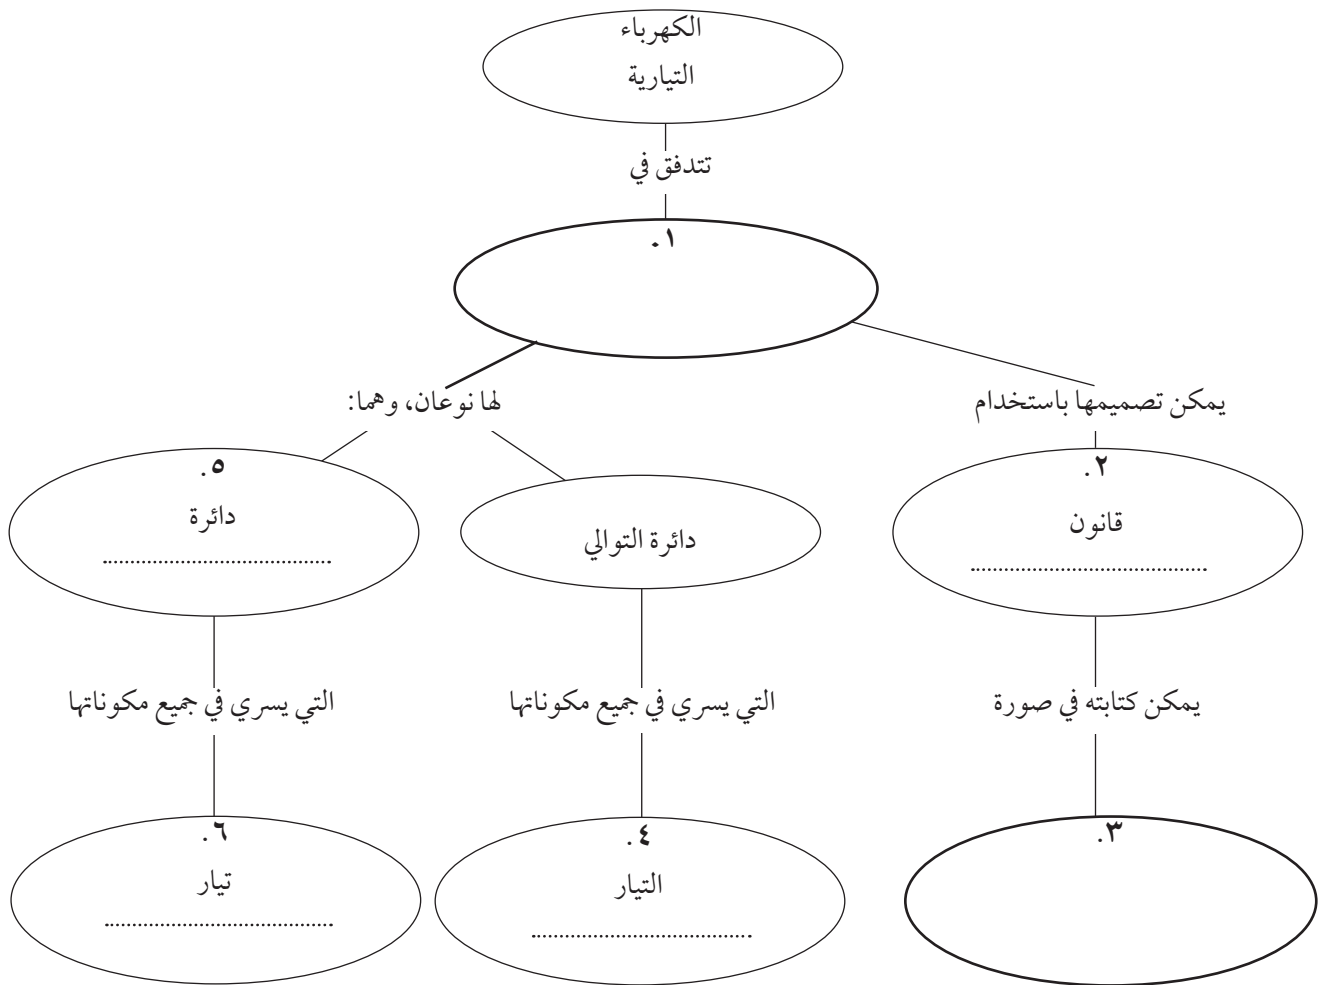 الكهرباء
التيارية
تتدفق في
١.
يمكن تصميمها باستخدام
لها نوعان، وهما:
٢.
قانون
..........................................
دائرة التوالي
٥.
دائرة
..........................................
يمكن كتابته في صورة
التي يسري في جميع مكوناتها
التي يسري في جميع مكوناتها
٣.
٤.
التيار
..........................................
٦.
تيار
..........................................